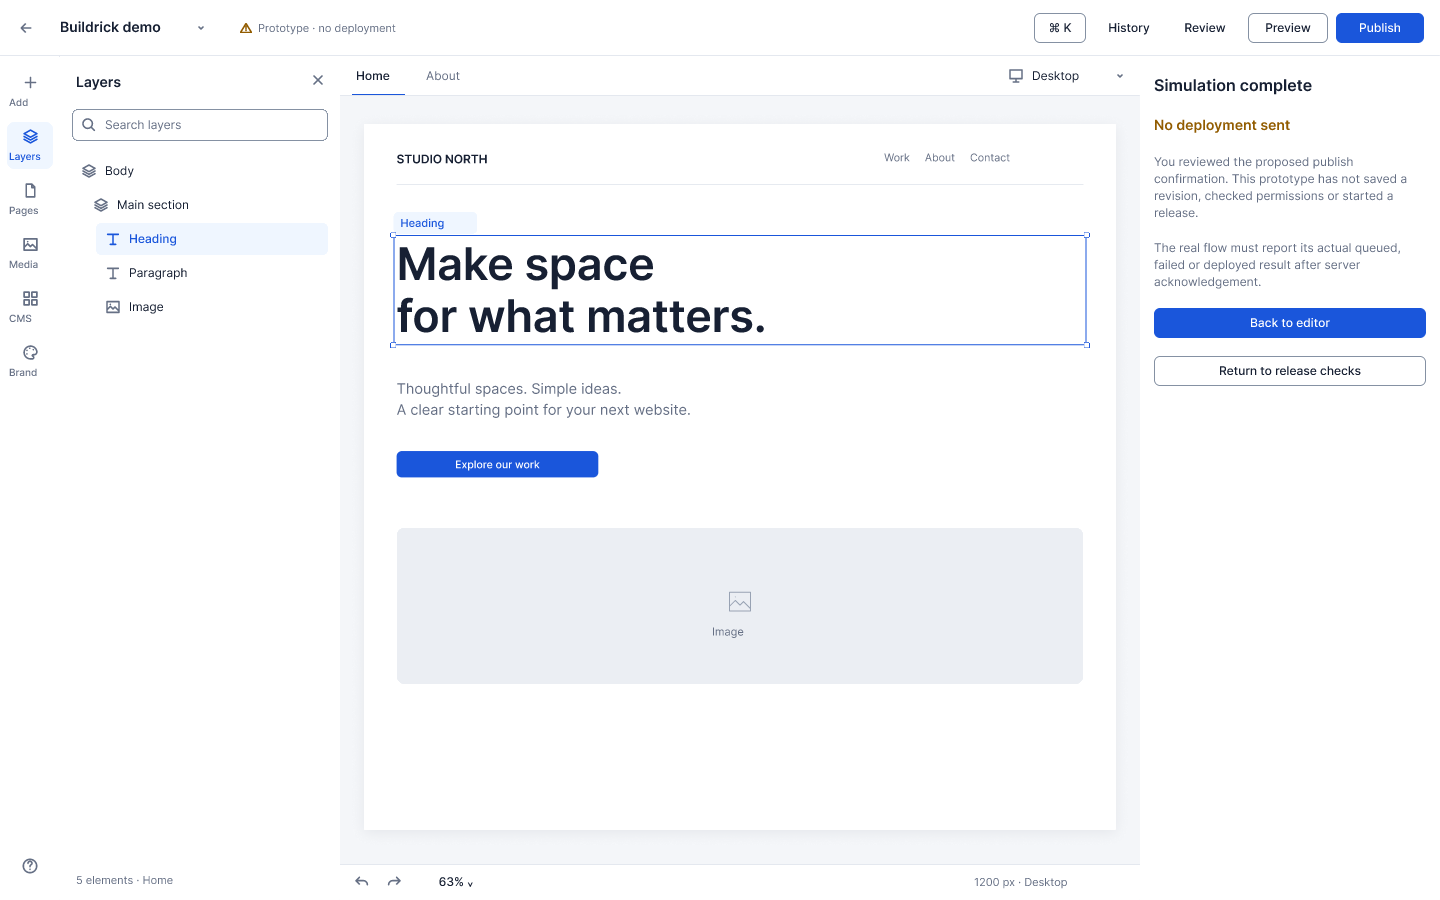 Buildrick demo
Prototype · no deployment
⌘ K
History
Review
Preview
Publish
Add
Layers
Pages
Media
CMS
Brand
Layers
Search layers
Body
Main section
Heading
Paragraph
Image
5 elements · Home
Home
About
Desktop
STUDIO NORTH
Work
About
Contact
Heading
Make space
for what matters.
Thoughtful spaces. Simple ideas.
A clear starting point for your next website.
Explore our work
Image
63%
1200 px · Desktop
Simulation complete
No deployment sent
You reviewed the proposed publish
confirmation. This prototype has not saved a
revision, checked permissions or started a
release.
The real flow must report its actual queued,
failed or deployed result after server
acknowledgement.
Back to editor
Return to release checks